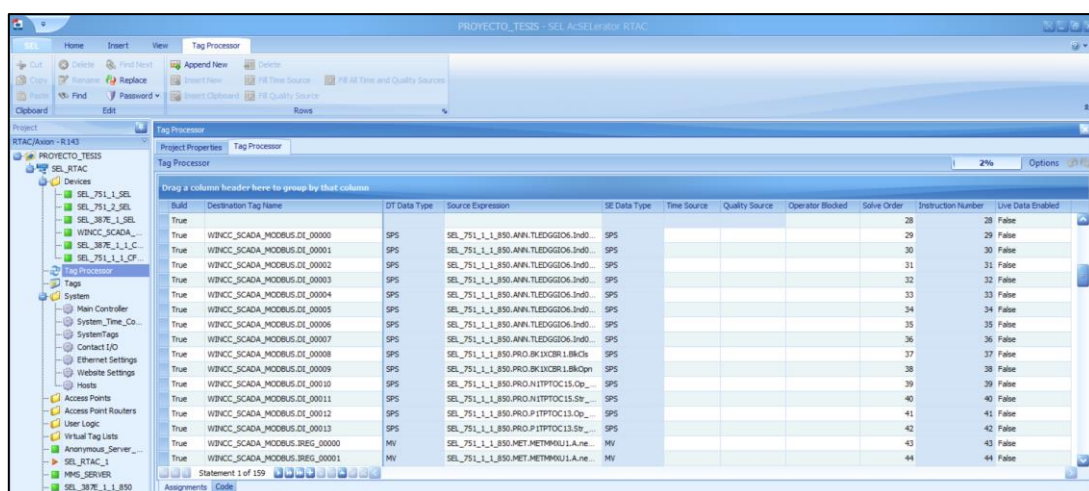 PROYECTO_TESIS - SEL AcSELerator RTAC
SEL Home Insert View Tag Processor
Cut Delete Find Next Append New Delete
Copy Rename Replace Insert New Fill Time Source Fill All Time and Quality Sources
Paste Find Password Insert Clipboard Fill Quality Source
Clipboard Edit Rows
Project
RTAC/Axion - R143
PROYECTO_TESIS
SEL_RTAC
Devices
SEL_751_1_SEL
SEL_751_2_SEL
SEL_387E_1_SEL
WINCC_SCADA_...
SEL_387E_1_1_C...
SEL_751_1_1_CF...
Tag Processor
Tags
System
Main Controller
System_Time_Co...
SystemTags
Contact I/O
Ethernet Settings
Website Settings
Hosts
Access Points
Access Point Routers
User Logic
Virtual Tag Lists
Anonymous_Server_...
SEL_RTAC_1
MMS_SERVER
SEL_387E_1_1_850
Tag Processor
Project Properties Tag Processor
Tag Processor 2% Options
Drag a column header here to group by that column
Build Destination Tag Name DT Data Type Source Expression SE Data Type Time Source Quality Source Operator Blocked Solve Order Instruction Number Live Data Enabled
True 28 28 False
True WINCC_SCADA_MODBUS.DI_00000 SPS SEL_751_1_1_850.ANN.TLEDGGIO6.Ind0... SPS 29 29 False
True WINCC_SCADA_MODBUS.DI_00001 SPS SEL_751_1_1_850.ANN.TLEDGGIO6.Ind0... SPS 30 30 False
True WINCC_SCADA_MODBUS.DI_00002 SPS SEL_751_1_1_850.ANN.TLEDGGIO6.Ind0... SPS 31 31 False
True WINCC_SCADA_MODBUS.DI_00003 SPS SEL_751_1_1_850.ANN.TLEDGGIO6.Ind0... SPS 32 32 False
True WINCC_SCADA_MODBUS.DI_00004 SPS SEL_751_1_1_850.ANN.TLEDGGIO6.Ind0... SPS 33 33 False
True WINCC_SCADA_MODBUS.DI_00005 SPS SEL_751_1_1_850.ANN.TLEDGGIO6.Ind0... SPS 34 34 False
True WINCC_SCADA_MODBUS.DI_00006 SPS SEL_751_1_1_850.ANN.TLEDGGIO6.Ind0... SPS 35 35 False
True WINCC_SCADA_MODBUS.DI_00007 SPS SEL_751_1_1_850.ANN.TLEDGGIO6.Ind0... SPS 36 36 False
True WINCC_SCADA_MODBUS.DI_00008 SPS SEL_751_1_1_850.PRO.BK1XCBR1.BlkCls SPS 37 37 False
True WINCC_SCADA_MODBUS.DI_00009 SPS SEL_751_1_1_850.PRO.BK1XCBR1.BlkOpn SPS 38 38 False
True WINCC_SCADA_MODBUS.DI_00010 SPS SEL_751_1_1_850.PRO.N1TPTOC15.Op_... SPS 39 39 False
True WINCC_SCADA_MODBUS.DI_00011 SPS SEL_751_1_1_850.PRO.N1TPTOC15.Str_... SPS 40 40 False
True WINCC_SCADA_MODBUS.DI_00012 SPS SEL_751_1_1_850.PRO.P1TPTOC13.Op_... SPS 41 41 False
True WINCC_SCADA_MODBUS.DI_00013 SPS SEL_751_1_1_850.PRO.P1TPTOC13.Str_... SPS 42 42 False
True WINCC_SCADA_MODBUS.IREG_00000 MV SEL_751_1_1_850.MET.METMMXU1.A.ne... MV 43 43 False
True WINCC_SCADA_MODBUS.IREG_00001 MV SEL_751_1_1_850.MET.METMMXU1.A.ne... MV 44 44 False
Statement 1 of 159
Assignments Code